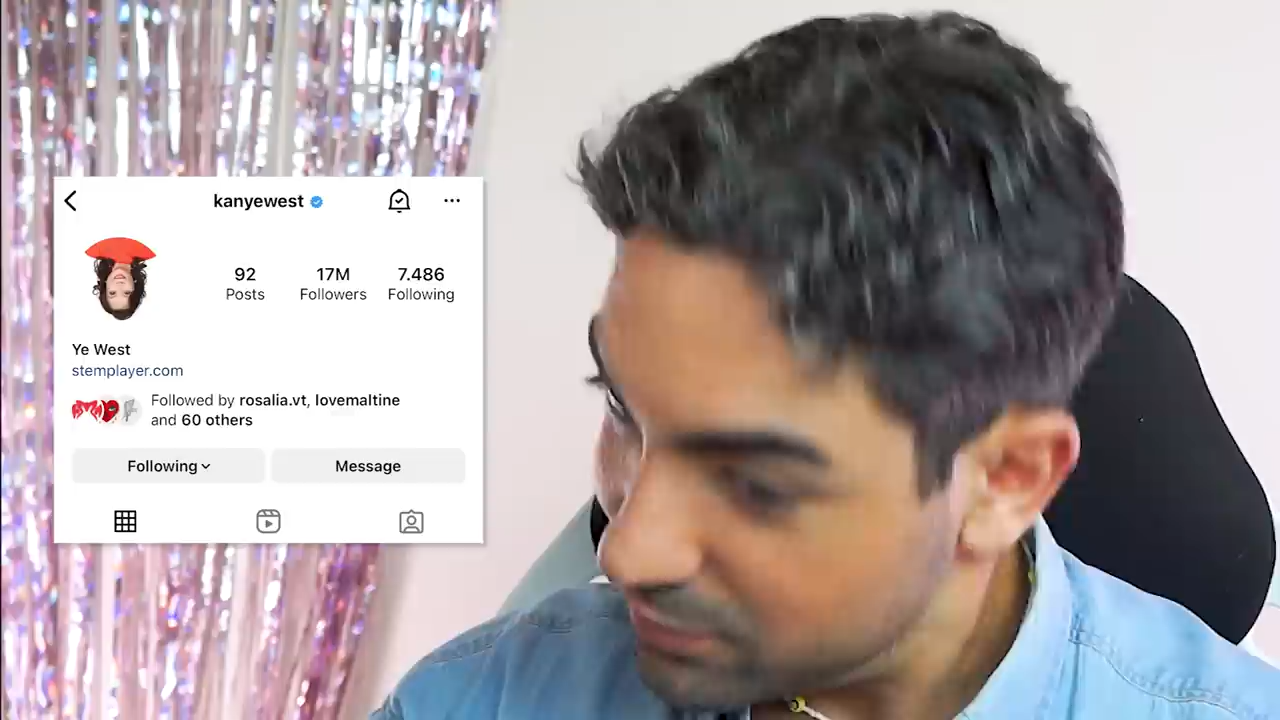 kanyewest
92 17M 7.486
Posts Followers Following
Ye West
stemplayer.com
Followed by rosalia.vt, lovemaltine
and 60 others
Following Message